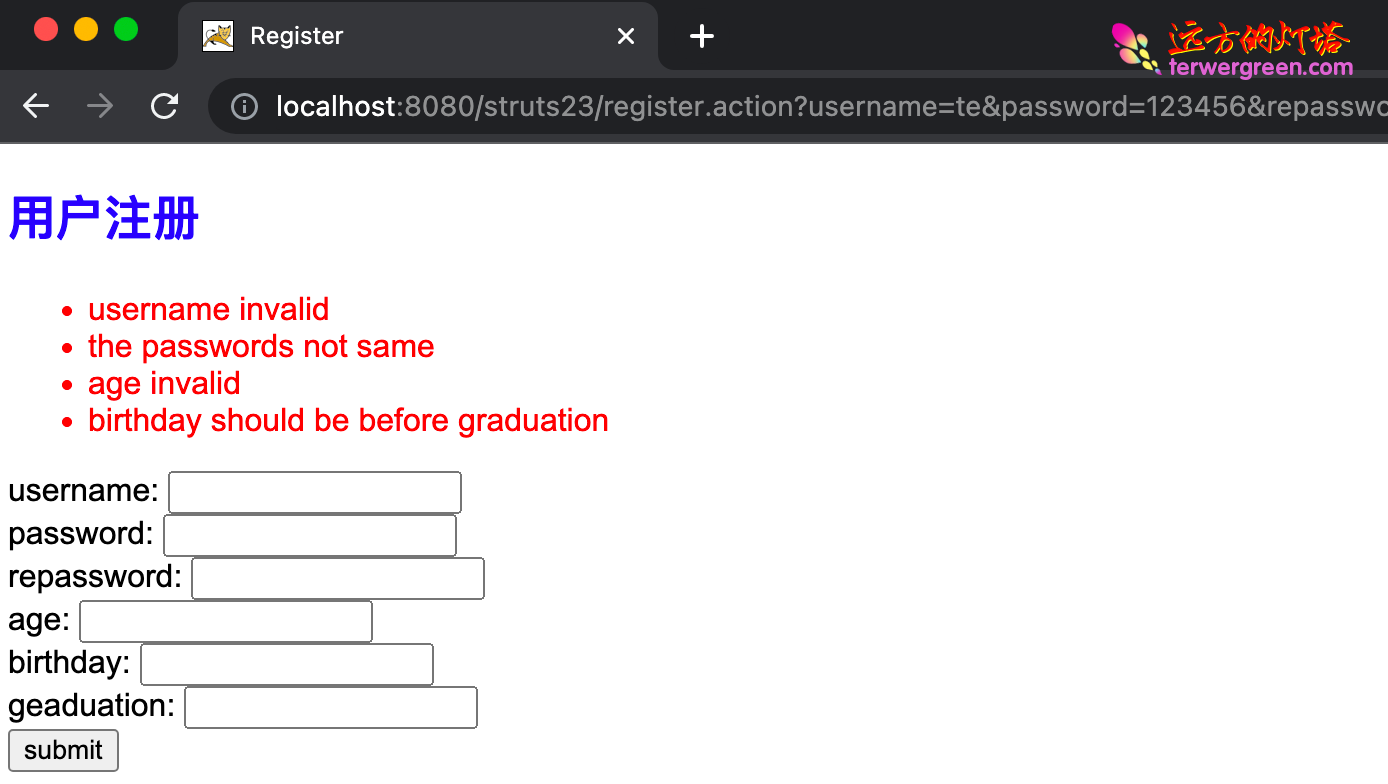 Register
远方的灯塔
terwergreen.com
localhost:8080/struts23/register.action?username=te&password=123456&repasswo
用户注册
username invalid
the passwords not same
age invalid
birthday should be before graduation
username:
password:
repassword:
age:
birthday:
geaduation:
submit